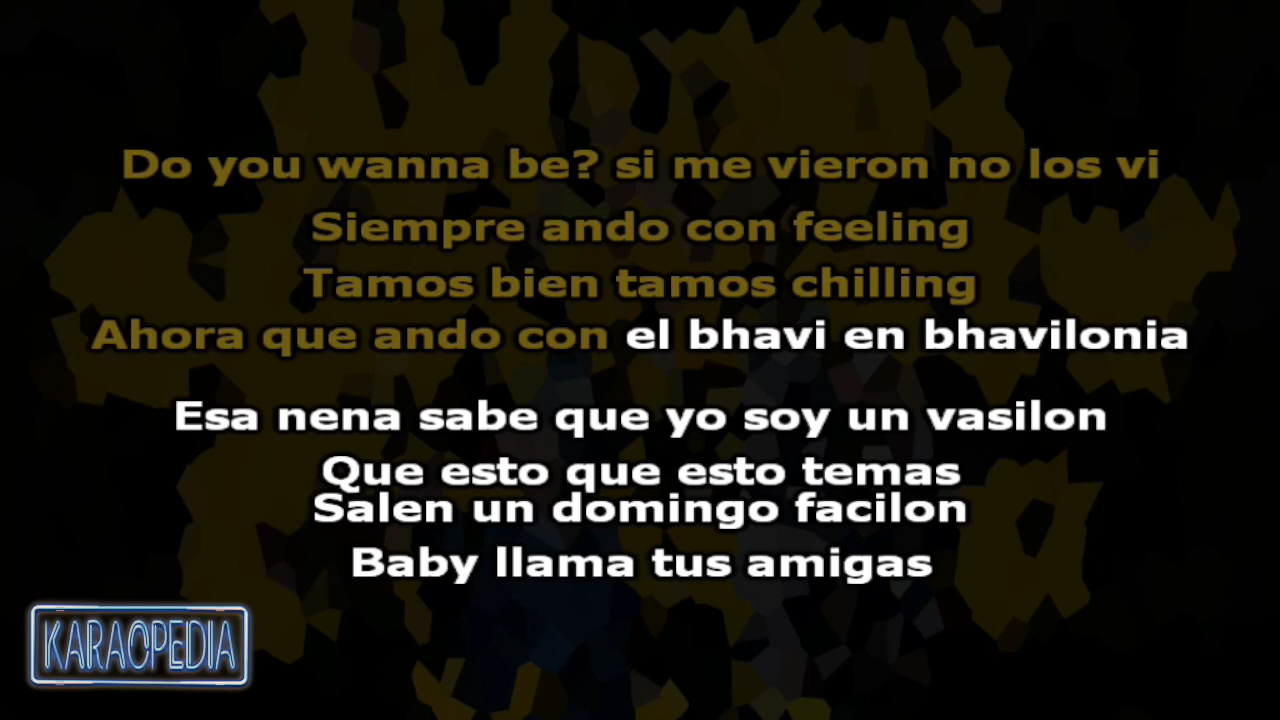 Do you wanna be? si me vieron no los vi
Siempre ando con feeling
Tamos bien tamos chilling
Ahora que ando con el bhavi en bhavilonia
Esa nena sabe que yo soy un vasilon
Que esto que esto temas
Salen un domingo facilon
Baby llama tus amigas
KARAOPEDIA